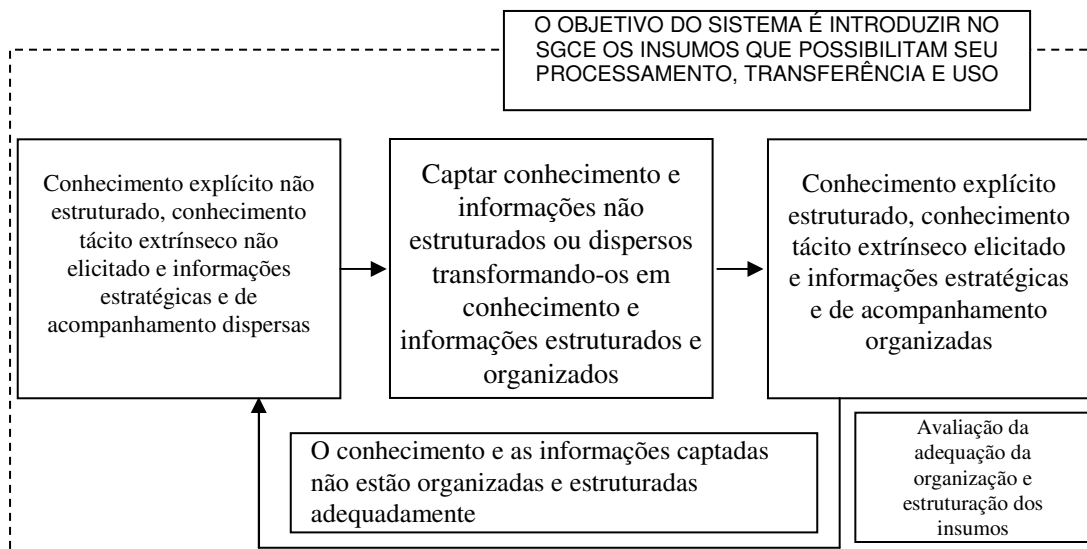 O OBJETIVO DO SISTEMA É INTRODUZIR NO
SGCE OS INSUMOS QUE POSSIBILITAM SEU
PROCESSAMENTO, TRANSFERÊNCIA E USO
Conhecimento explícito não
estruturado, conhecimento
tácito extrínseco não
elicitado e informações
estratégicas e de
acompanhamento dispersas
Captar conhecimento e
informações não
estruturados ou dispersos
transformando-os em
conhecimento e
informações estruturados e
organizados
Conhecimento explícito
estruturado, conhecimento
tácito extrínseco elicitado
e informações estratégicas
e de acompanhamento
organizadas
O conhecimento e as informações captadas
não estão organizadas e estruturadas
adequadamente
Avaliação da
adequação da
organização e
estruturação dos
insumos